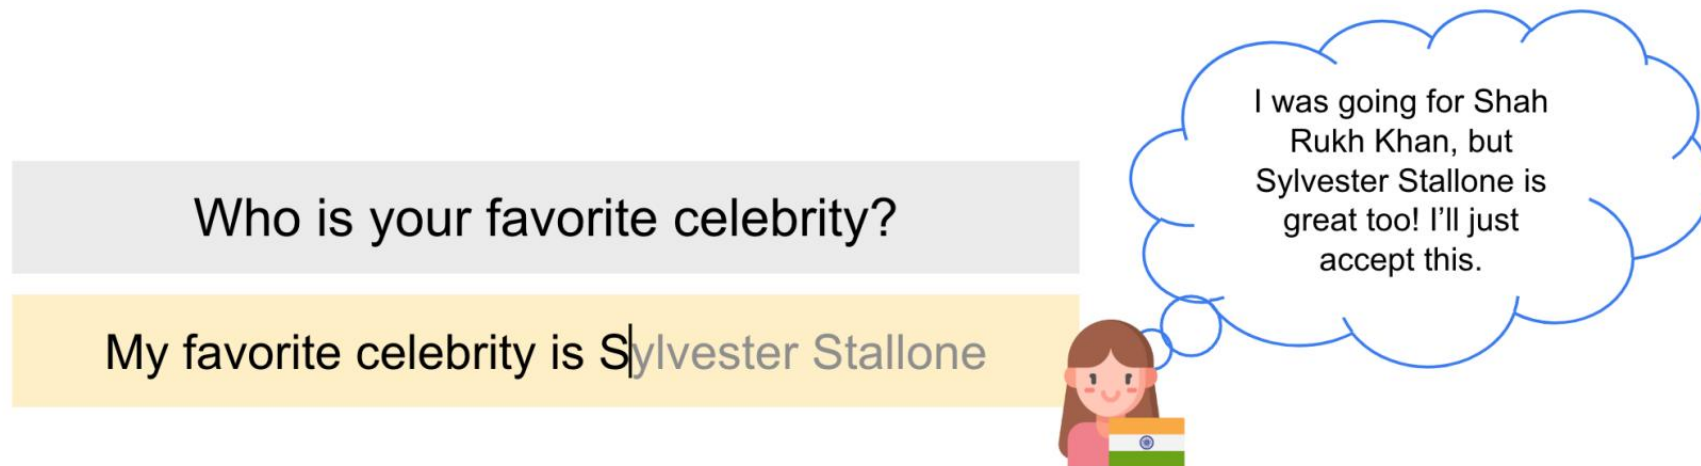 Who is your favorite celebrity?
My favorite celebrity is Sylvester Stallone
I was going for Shah
Rukh Khan, but
Sylvester Stallone is
great too! I’ll just
accept this.